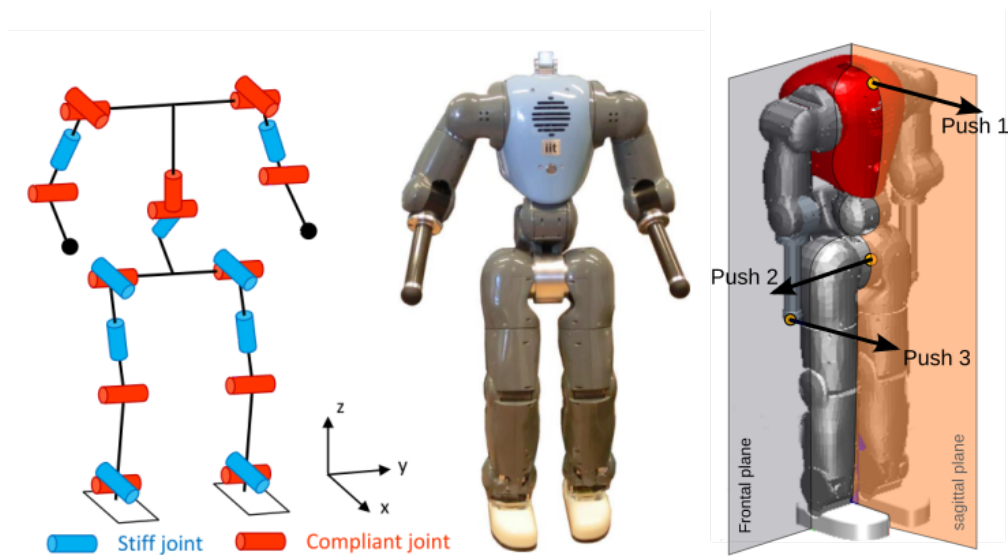 z
y
x
Stiff joint
Compliant joint
iit
Push 1
Push 2
Push 3
Frontal plane
sagittal plane